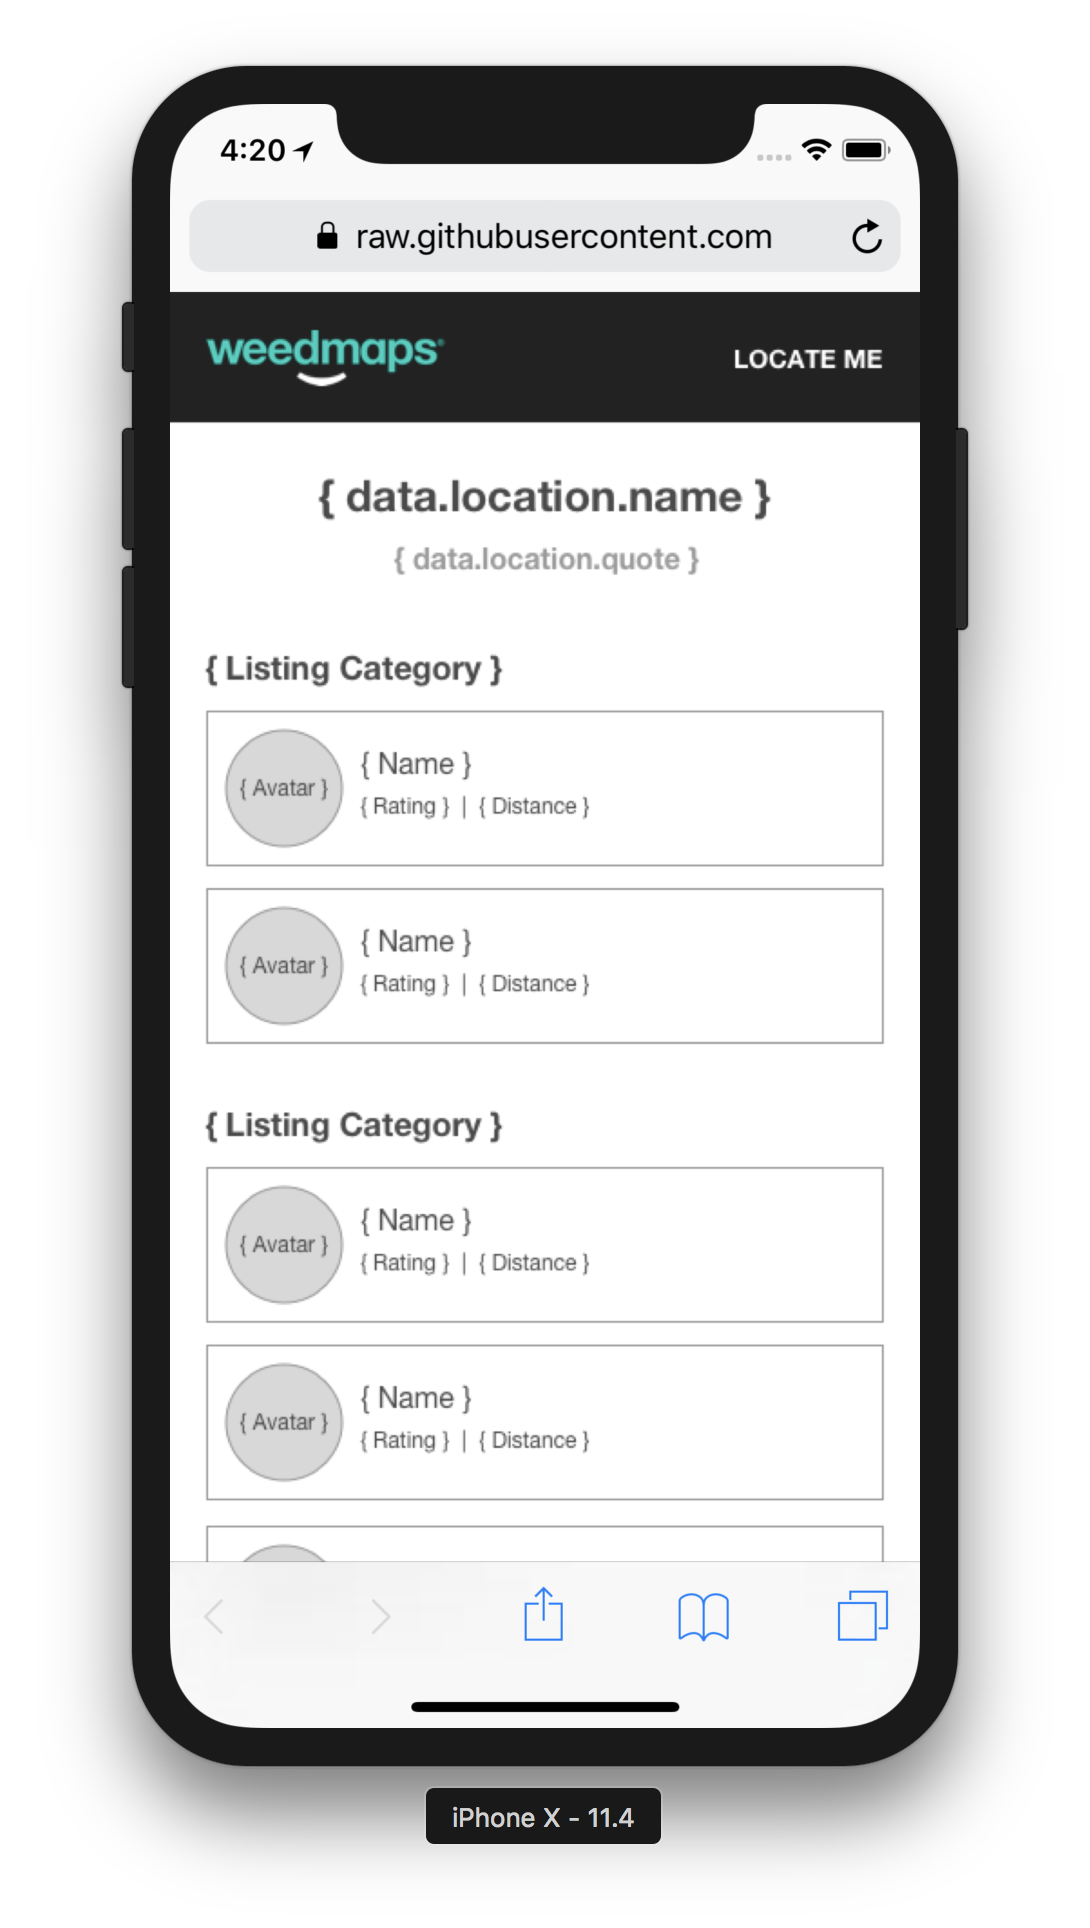 4:20
raw.githubusercontent.com
weedmaps®
LOCATE ME
{ data.location.name }
{ data.location.quote }
{ Listing Category }
{ Avatar }
{ Name }
{ Rating } | { Distance }
{ Avatar }
{ Name }
{ Rating } | { Distance }
{ Listing Category }
{ Avatar }
{ Name }
{ Rating } | { Distance }
{ Avatar }
{ Name }
{ Rating } | { Distance }
iPhone X - 11.4